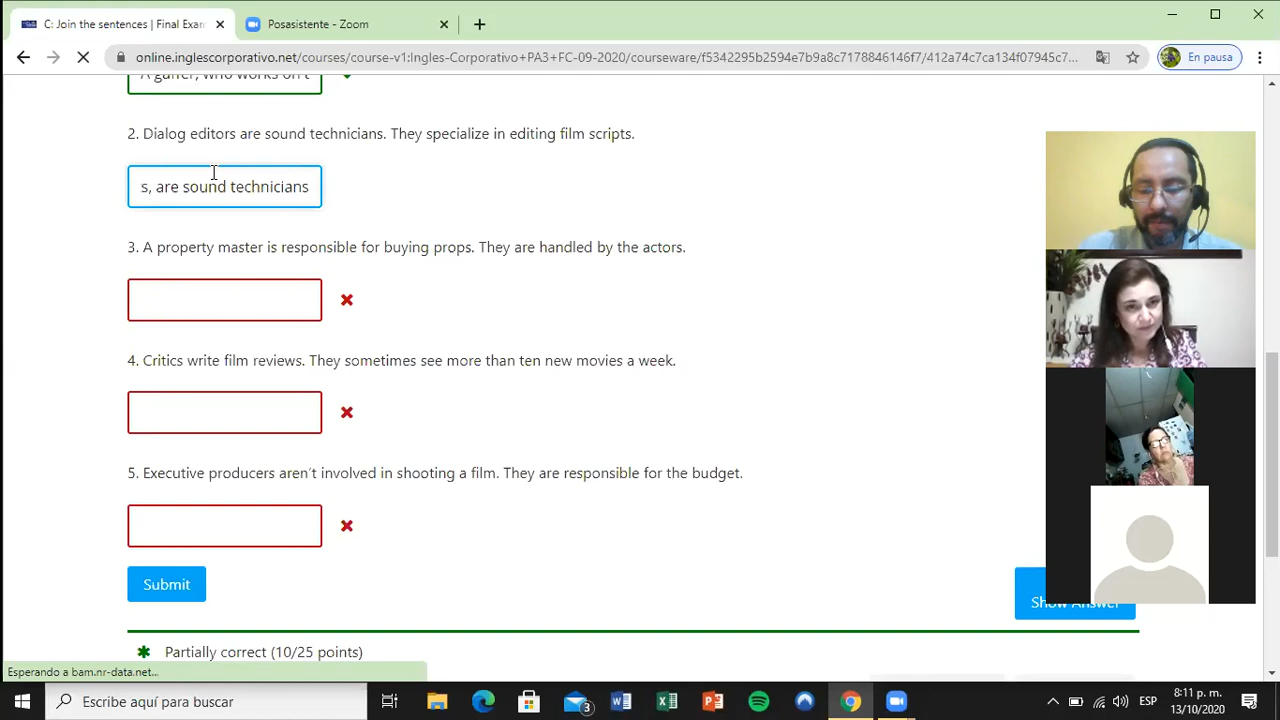 C: Join the sentences | Final Exar
Posasistente - Zoom
online.inglescorporativo.net/courses/course-v1:Ingles-Corporativo+PA3+FC-09-2020/courseware/f5342295b2594e7b9a8c7178846146f7/412a74c7ca134f07945c7...
En pausa
A gaffer, who works on t
2. Dialog editors are sound technicians. They specialize in editing film scripts.
s, are sound technicians
3. A property master is responsible for buying props. They are handled by the actors.
4. Critics write film reviews. They sometimes see more than ten new movies a week.
5. Executive producers aren't involved in shooting a film. They are responsible for the budget.
Submit
Show Answer
Partially correct (10/25 points)
Esperando a bam.nr-data.net...
Escribe aquí para buscar
3
ESP
8:11 p. m.
13/10/2020